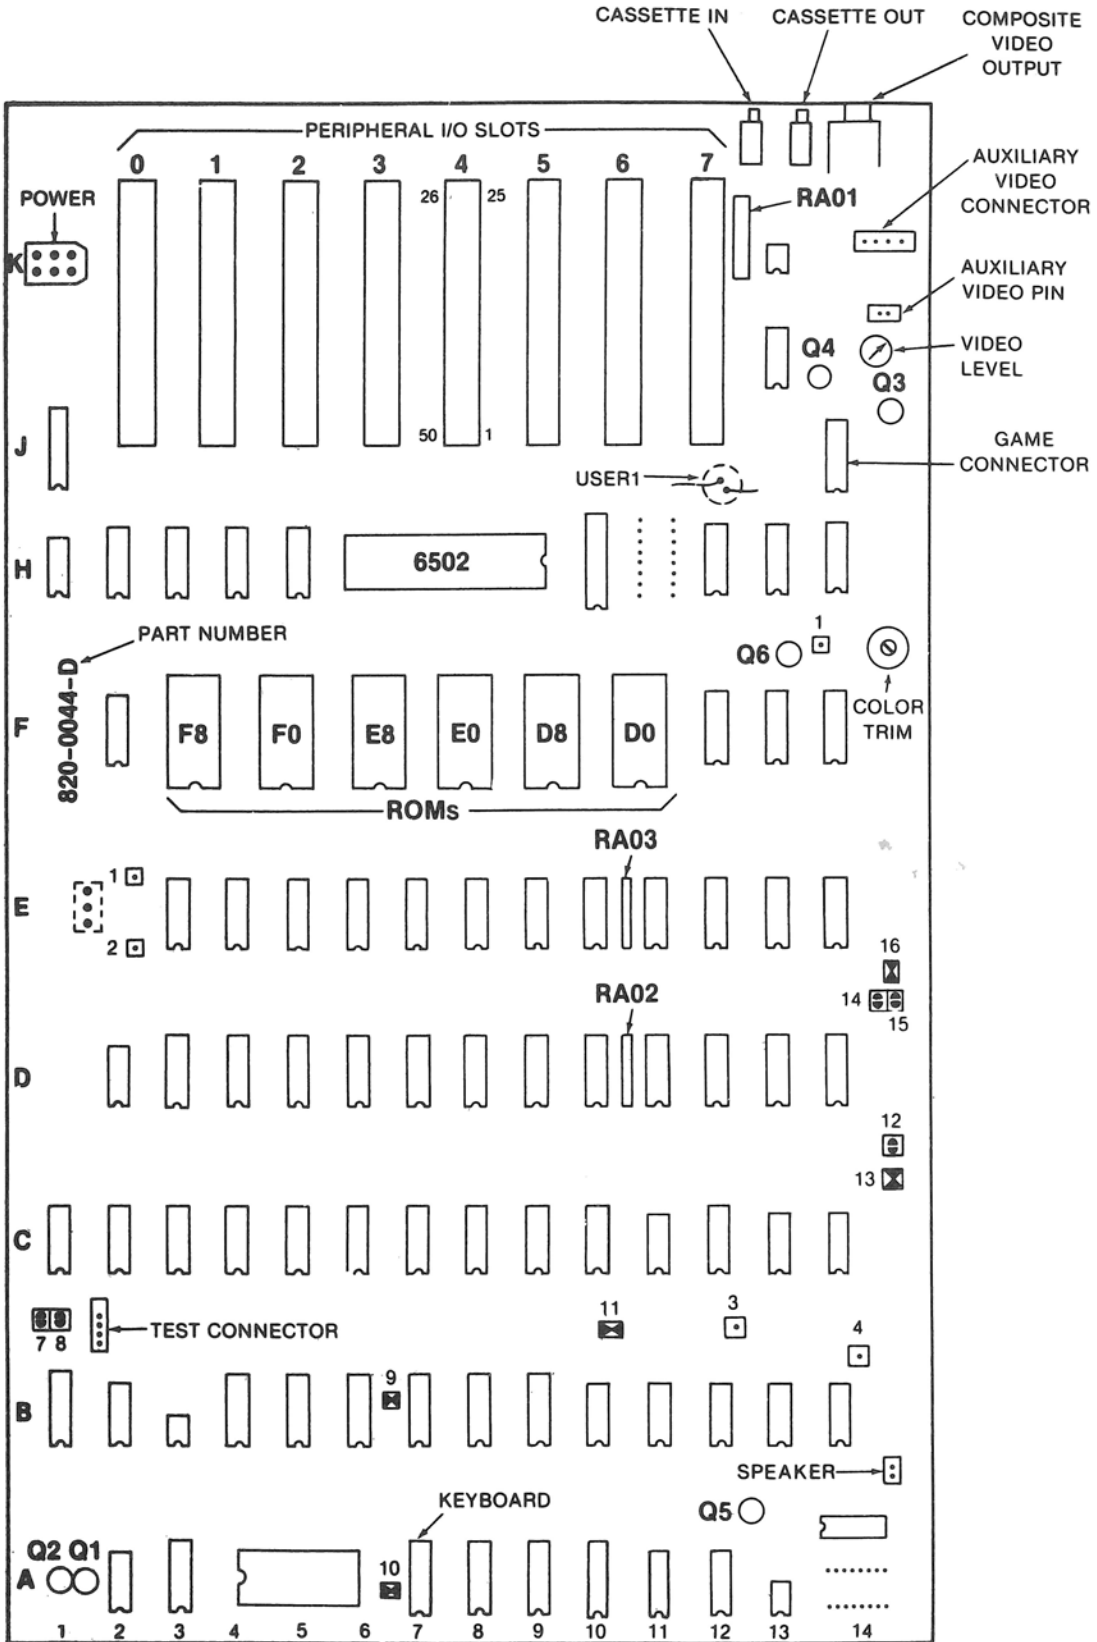 CASSETTE IN
CASSETTE OUT
COMPOSITE
VIDEO
OUTPUT
PERIPHERAL I/O SLOTS
0 1 2 3 4 5 6 7
POWER
26 25
RA01
AUXILIARY
VIDEO
CONNECTOR
K
AUXILIARY
VIDEO PIN
Q4
VIDEO
LEVEL
Q3
J
50 1
GAME
CONNECTOR
USER1
H
6502
PART NUMBER
1
Q6
820-0044-D
F
F8 F0 E8 E0 D8 D0
COLOR
TRIM
ROMs
RA03
1
E
2
16
RA02
14
15
D
12
13
C
11
3
7 8
TEST CONNECTOR
4
9
B
SPEAKER
KEYBOARD
Q5
Q2 Q1
10
A
1 2 3 4 5 6 7 8 9 10 11 12 13 14